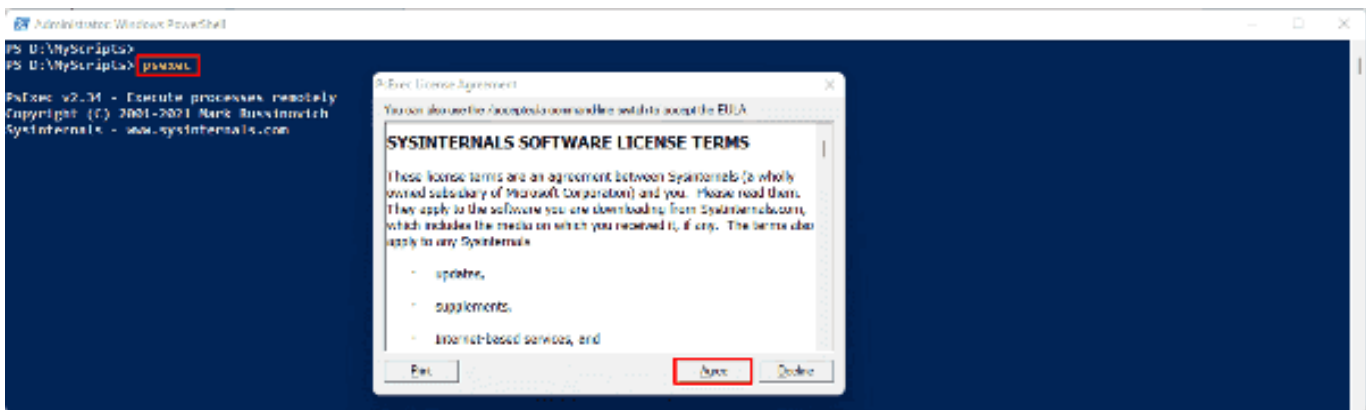 Administrator: Windows PowerShell
PS D:\MyScripts>
PS D:\MyScripts> psexec
PsExec v2.34 - Execute processes remotely
Copyright (C) 2001-2021 Mark Russinovich
Sysinternals - www.sysinternals.com
PsExec License Agreement
You can also use the /accepteula command-line switch to accept the EULA.
SYSINTERNALS SOFTWARE LICENSE TERMS
These license terms are an agreement between Sysinternals (a wholly
owned subsidiary of Microsoft Corporation) and you. Please read them.
They apply to the software you are downloading from Sysinternals.com,
which includes the media on which you received it, if any. The terms also
apply to any Sysinternals
· updates,
· supplements,
· Internet-based services, and
Print
Agree
Decline